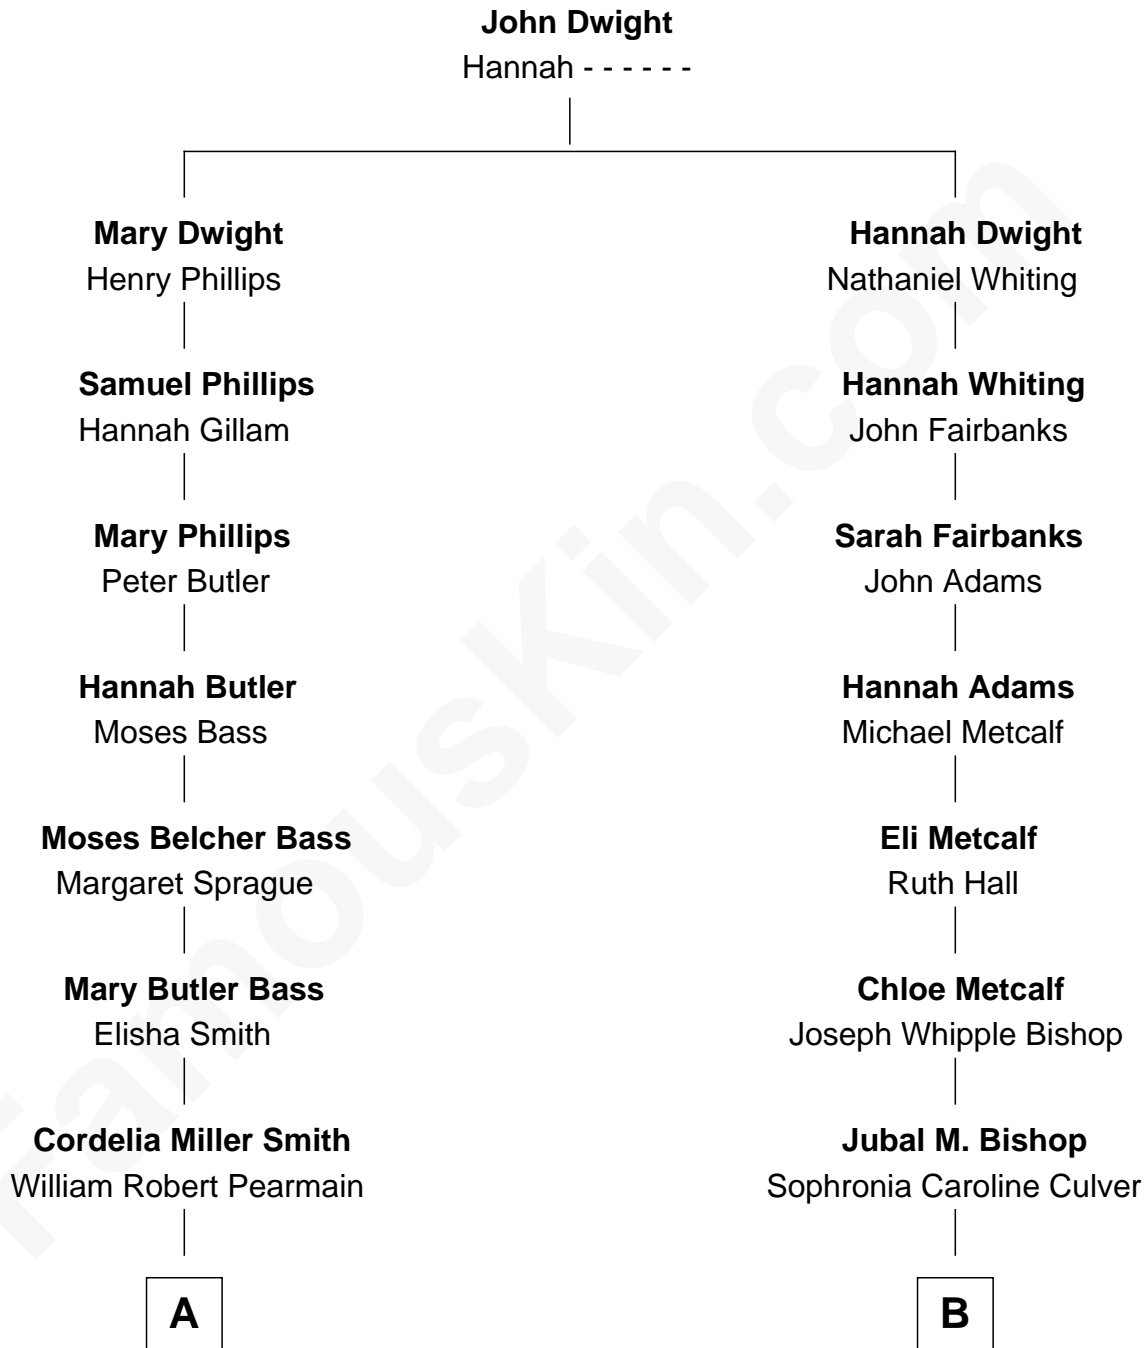 John Dwight
Hannah - - - - - -
Mary Dwight
Henry Phillips
Hannah Dwight
Nathaniel Whiting
Samuel Phillips
Hannah Gillam
Hannah Whiting
John Fairbanks
Mary Phillips
Peter Butler
Sarah Fairbanks
John Adams
Hannah Butler
Moses Bass
Hannah Adams
Michael Metcalf
Moses Belcher Bass
Margaret Sprague
Eli Metcalf
Ruth Hall
Mary Butler Bass
Elisha Smith
Chloe Metcalf
Joseph Whipple Bishop
Cordelia Miller Smith
William Robert Pearmain
Jubal M. Bishop
Sophronia Caroline Culver
A
B
FamousKin.com